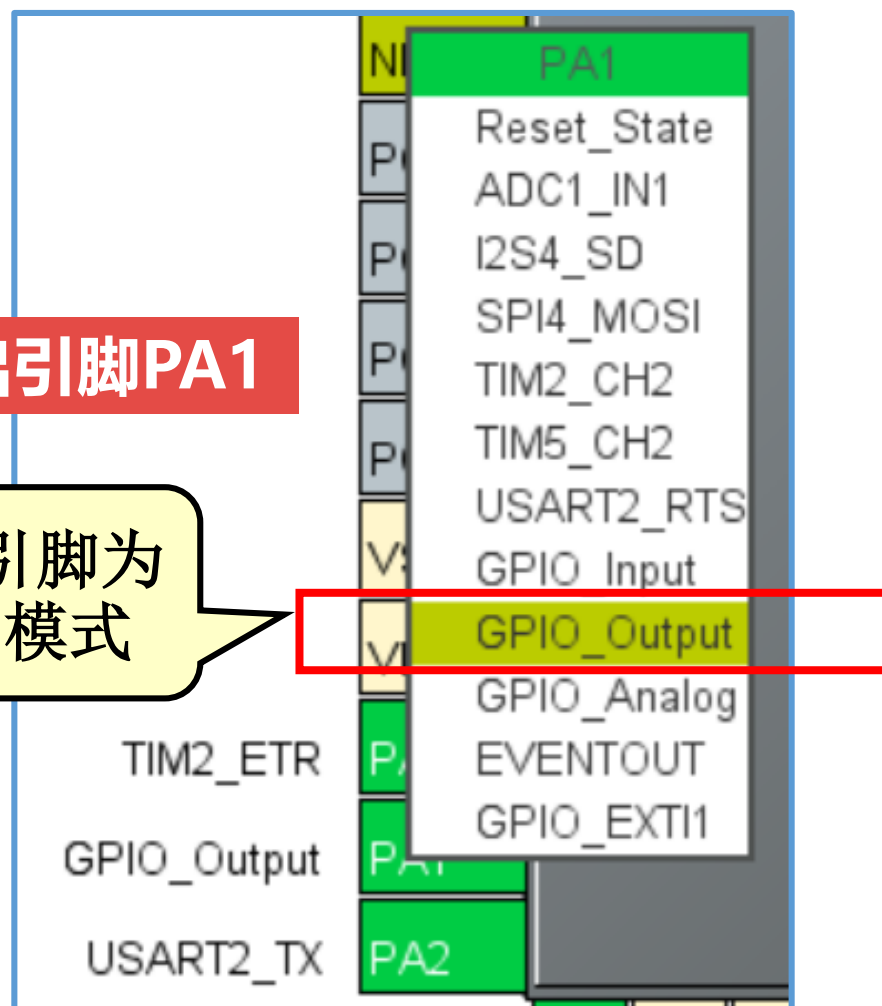 PA1
Reset_State
ADC1_IN1
I2S4_SD
SPI4_MOSI
TIM2_CH2
TIM5_CH2
USART2_RTS
GPIO_Input
GPIO_Output
GPIO_Analog
EVENTOUT
GPIO_EXTI1
引脚PA1
引脚为
模式
TIM2_ETR
GPIO_Output
PA1
USART2_TX
PA2